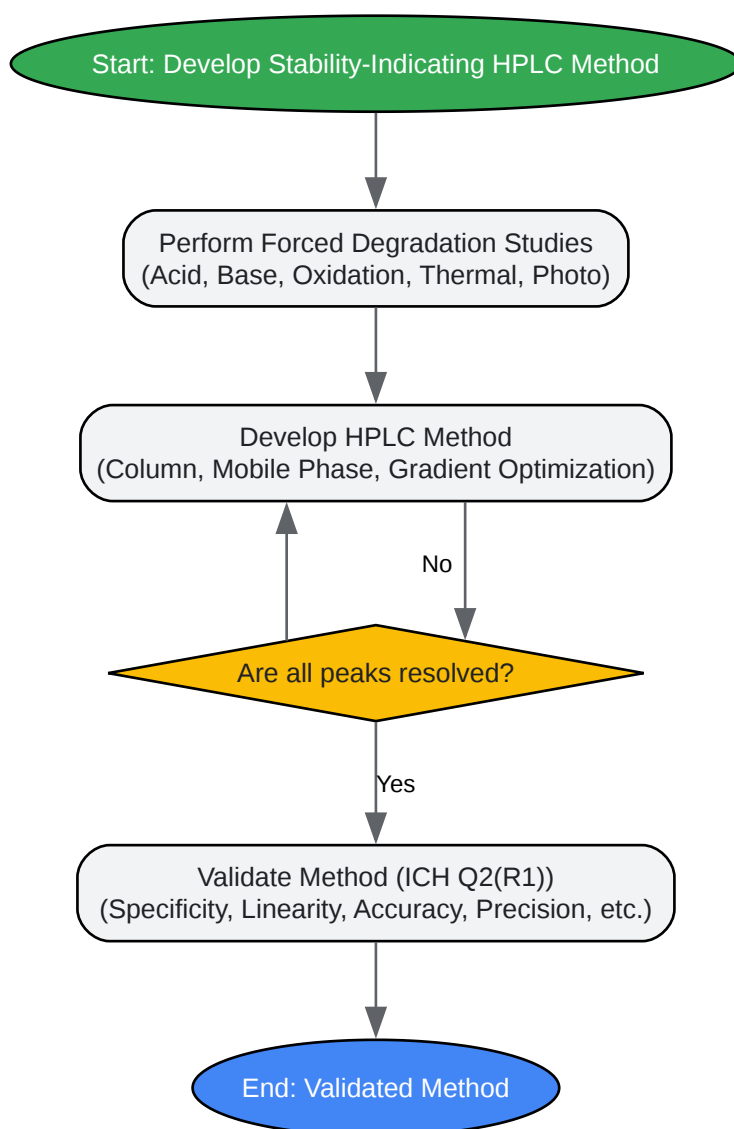 Start: Develop Stability-Indicating HPLC Method
Perform Forced Degradation Studies
(Acid, Base, Oxidation, Thermal, Photo)
Develop HPLC Method
(Column, Mobile Phase, Gradient Optimization)
No
Are all peaks resolved?
Yes
Validate Method (ICH Q2(R1))
(Specificity, Linearity, Accuracy, Precision, etc.)
End: Validated Method